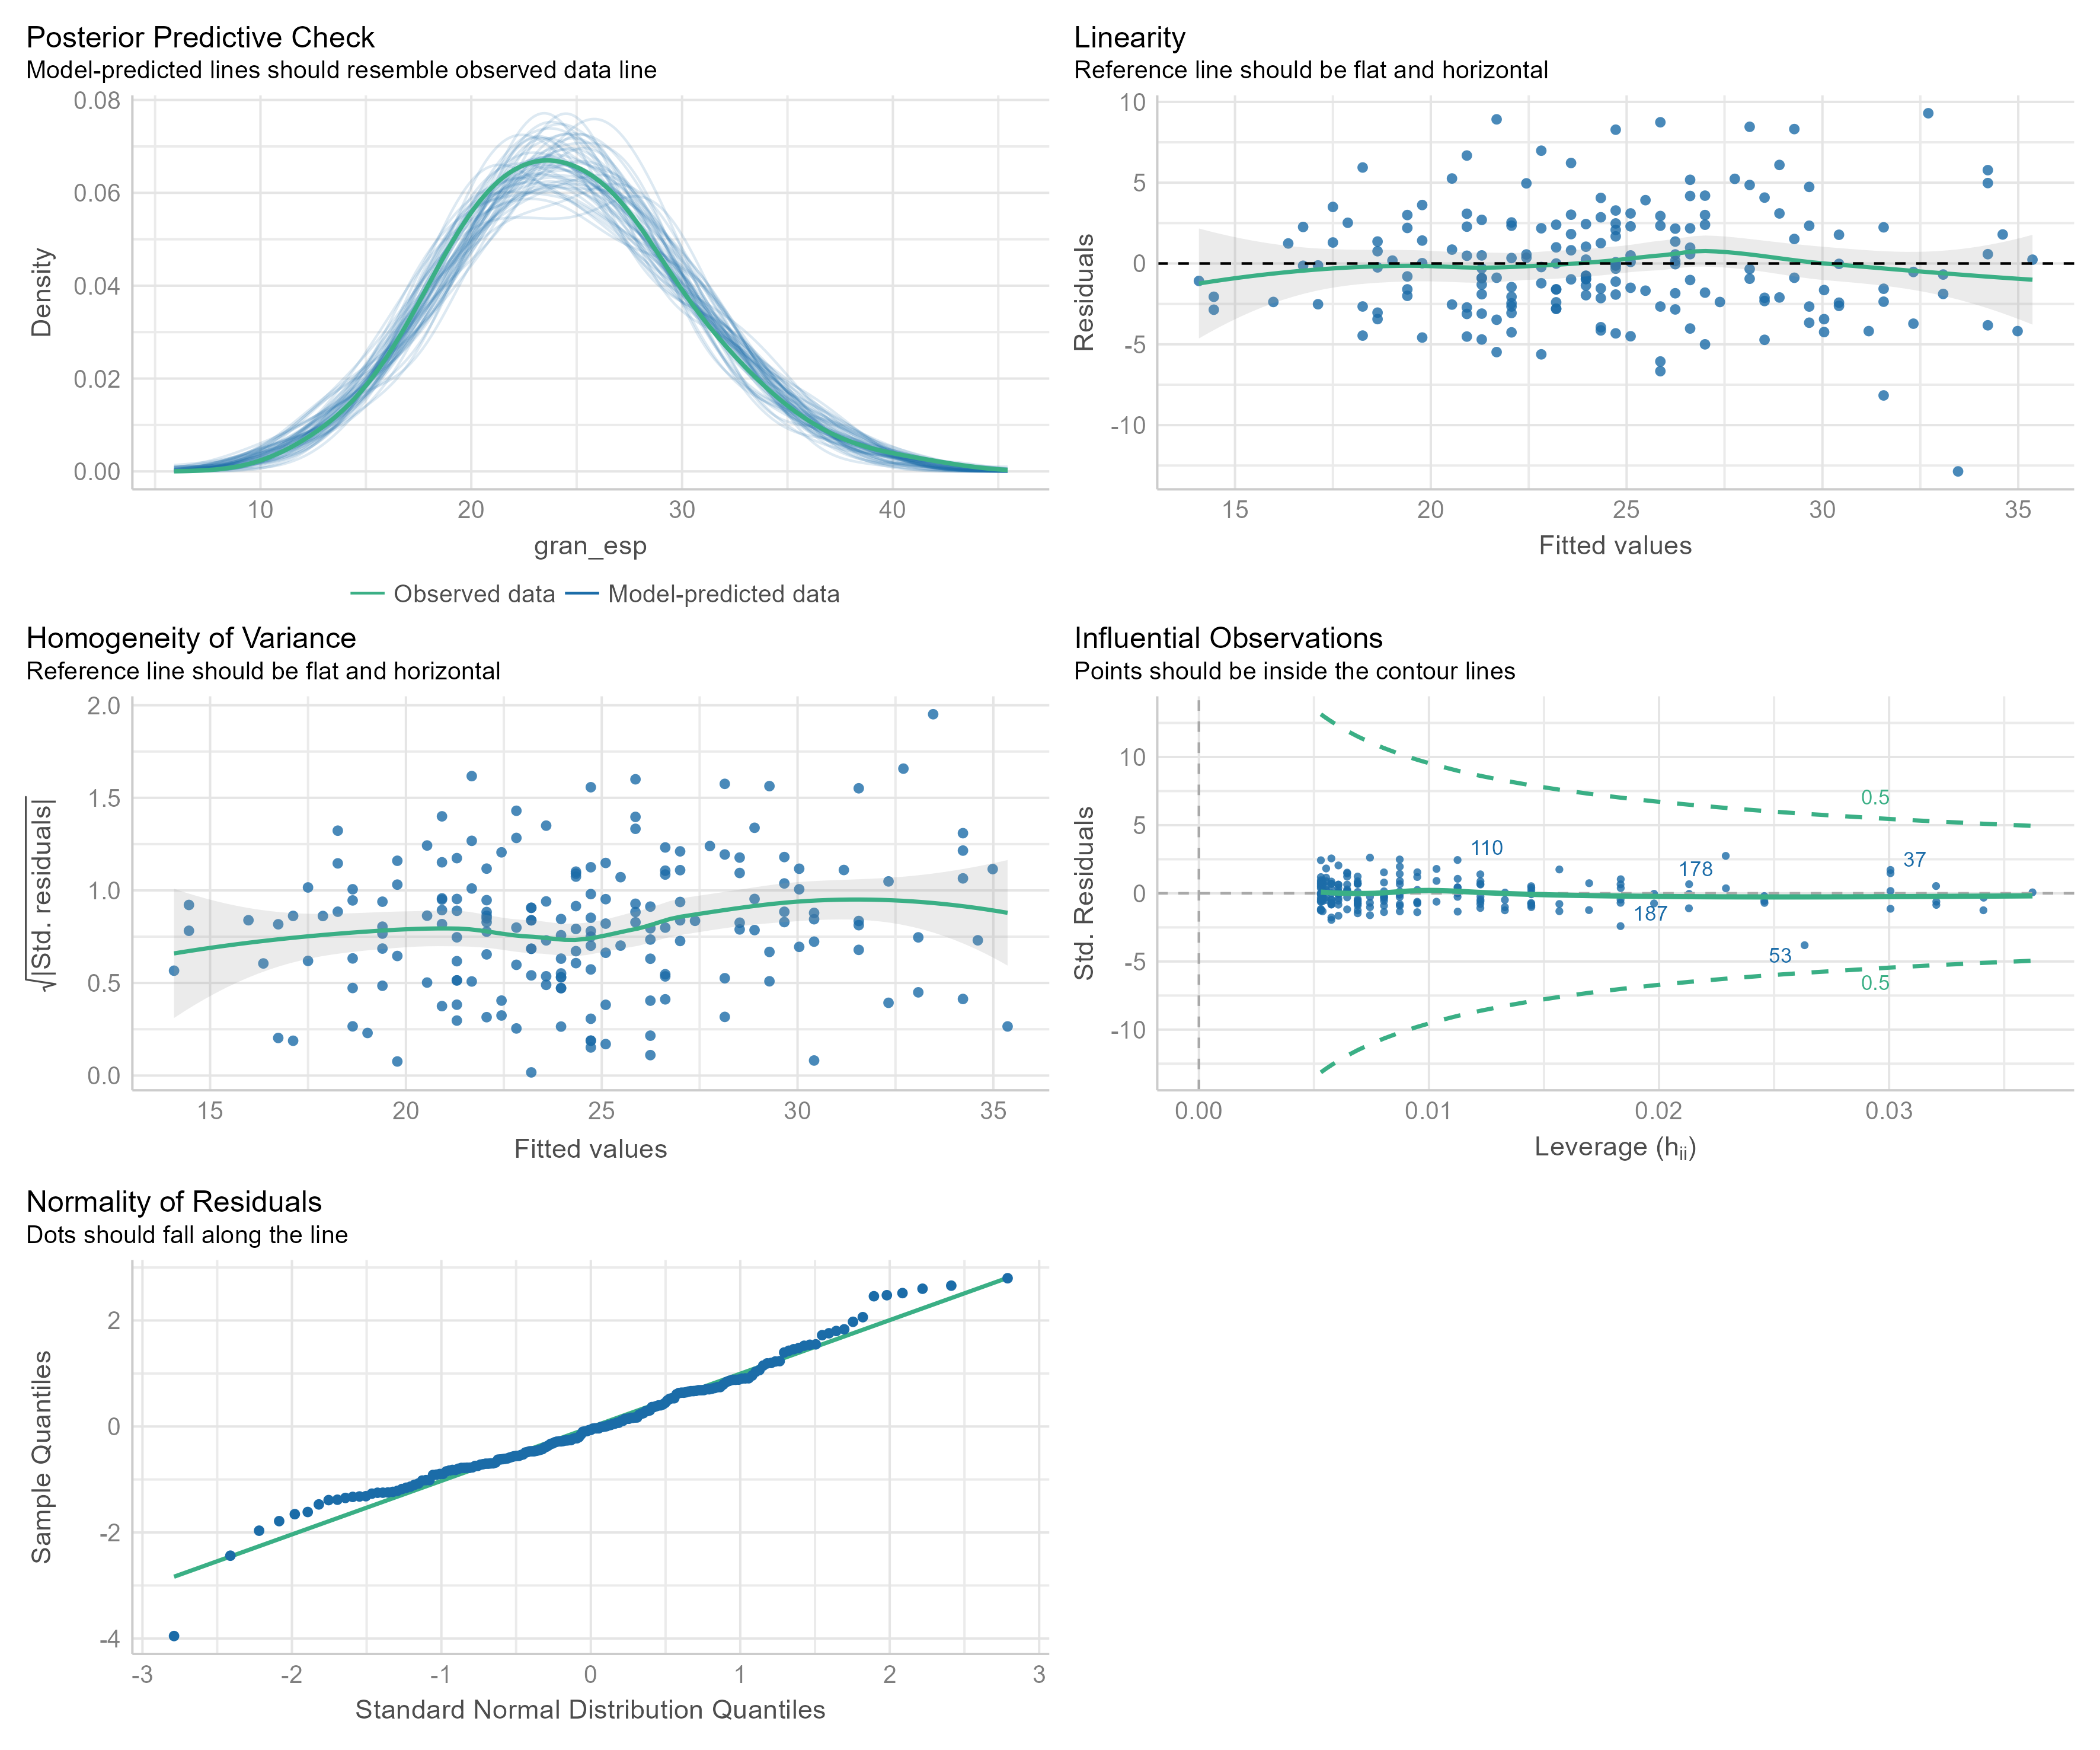 Posterior Predictive Check
Model-predicted lines should resemble observed data line
0.08
0.06
0.04
0.02
0.00
Density
10 20 30 40
gran_esp
Observed data Model-predicted data
Linearity
Reference line should be flat and horizontal
10
5
0
-5
-10
Residuals
15 20 25 30 35
Fitted values
Homogeneity of Variance
Reference line should be flat and horizontal
2.0
1.5
1.0
0.5
0.0
√|Std. residuals|
15 20 25 30 35
Fitted values
Influential Observations
Points should be inside the contour lines
10
5
0
-5
-10
Std. Residuals
0.5
110
178
37
187
53
0.5
0.00 0.01 0.02 0.03
Leverage (hii)
Normality of Residuals
Dots should fall along the line
2
0
-2
-4
Sample Quantiles
-3 -2 -1 0 1 2 3
Standard Normal Distribution Quantiles